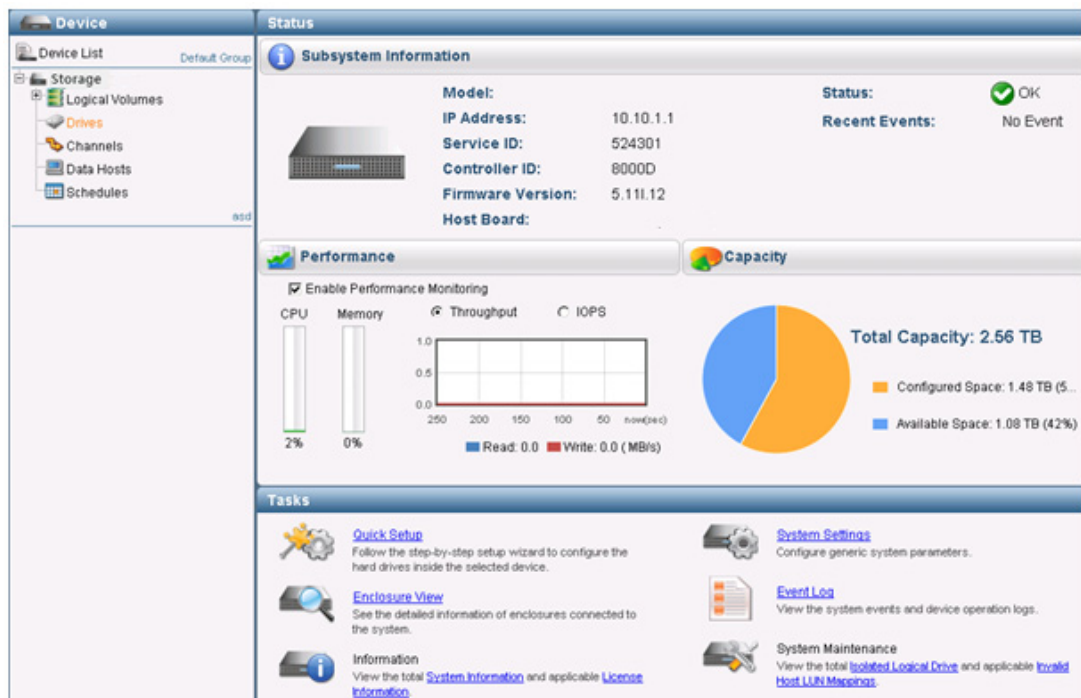 Device
Device List
Default Group
Storage
Logical Volumes
Drives
Channels
Data Hosts
Schedules
asd
Status
Subsystem Information
Model:
IP Address: 10.10.1.1
Service ID: 524301
Controller ID: 8000D
Firmware Version: 5.11I.12
Host Board:
Status: OK
Recent Events: No Event
Performance
Enable Performance Monitoring
CPU Memory
Throughput IOPS
1.0
0.5
0.0
250 200 150 100 50 now(sec)
2% 0%
Read: 0.0 Write: 0.0 ( MB/s)
Capacity
Total Capacity: 2.56 TB
Configured Space: 1.48 TB (5...
Available Space: 1.08 TB (42%)
Tasks
Quick Setup
Follow the step-by-step setup wizard to configure the
hard drives inside the selected device.
Enclosure View
See the detailed information of enclosures connected to
the system.
Information
View the total System Information and applicable License
Information.
System Settings
Configure generic system parameters.
Event Log
View the system events and device operation logs.
System Maintenance
View the total Isolated Logical Drive and applicable Invalid
Host LUN Mappings.